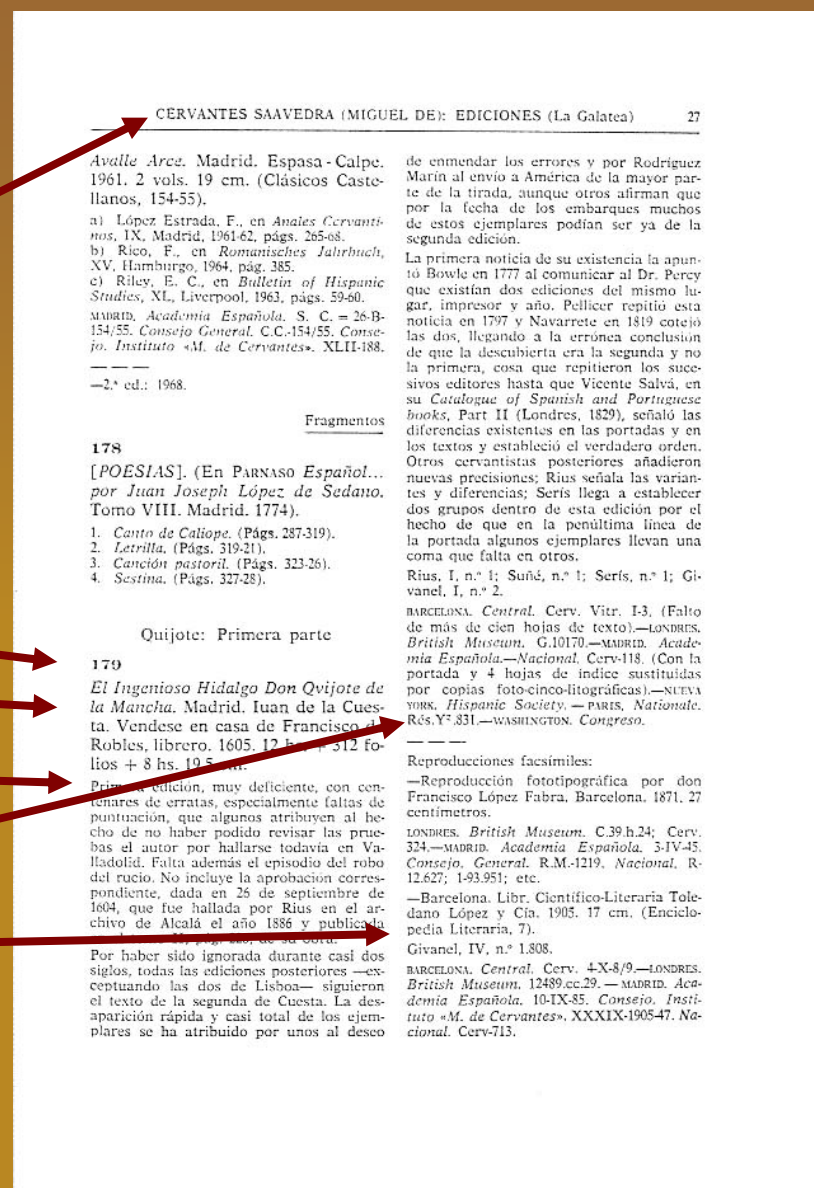 CERVANTES SAAVEDRA (MIGUEL DE): EDICIONES (La Galatea) 27
Avalle Arce. Madrid. Espasa-Calpe.
1961. 2 vols. 19 cm. (Clásicos Caste-
llanos, 154-55).
a) López Estrada, F., en Anales Cervanti-
nos, IX, Madrid, 1961-62, págs. 265-68.
b) Rico, F., en Romanisches Jahrbuch,
XV, Hamburgo, 1964, pág. 385.
c) Riley, E. C., en Bulletin of Hispanic
Studies, XL, Liverpool, 1963, págs. 59-60.
MADRID. Academia Española. S. C. = 26-B-
154/55. Consejo General. C.C.-154/55. Conse-
jo. Instituto «M. de Cervantes». XLII-188.
— — —
—2.ª ed.: 1968.
Fragmentos
178
[POESIAS]. (En PARNASO Español...
por Juan Joseph López de Sedano.
Tomo VIII. Madrid. 1774).
1. Canto de Caliope. (Págs. 287-319).
2. Letrilla. (Págs. 319-21).
3. Canción pastoril. (Págs. 323-26).
4. Sestina. (Págs. 327-28).
Quijote: Primera parte
179
El Ingenioso Hidalgo Don Qvijote de
la Mancha. Madrid. Iuan de la Cues-
ta. Vendese en casa de Francisco
Robles, librero. 1605. 12 + 312 fo-
lios + 8 hs. 19,5
Primera edición, muy deficiente, con cen-
tenares de erratas, especialmente faltas de
puntuación, que algunos atribuyen al he-
cho de no haber podido revisar las prue-
bas el autor por hallarse todavía en Va-
lladolid. Falta además el episodio del robo
del rucio. No incluye la aprobación corres-
pondiente, dada en 26 de septiembre de
1604, que fue hallada por Rius en el ar-
chivo de Alcalá el año 1886 y publicada
de su obra.
Por haber sido ignorada durante casi dos
siglos, todas las ediciones posteriores —ex-
ceptuando las dos de Lisboa— siguieron
el texto de la segunda de Cuesta. La des-
aparición rápida y casi total de los ejem-
plares se ha atribuido por unos al deseo
de enmendar los errores y por Rodríguez
Marín al envío a América de la mayor par-
te de la tirada, aunque otros afirman que
por la fecha de los embarques muchos
de estos ejemplares podían ser ya de la
segunda edición.
La primera noticia de su existencia la apun-
tó Bowle en 1777 al comunicar al Dr. Percy
que existían dos ediciones del mismo lu-
gar, impresor y año. Pellicer repitió esta
noticia en 1797 y Navarrete en 1819 cotejó
las dos, llegando a la errónea conclusión
de que la descubierta era la segunda y no
la primera, cosa que repitieron los suce-
sivos editores hasta que Vicente Salvá, en
su Catalogue of Spanish and Portuguese
books, Part II (Londres, 1829), señaló las
diferencias existentes en las portadas y en
los textos y estableció el verdadero orden.
Otros cervantistas posteriores añadieron
nuevas precisiones; Rius señala las varian-
tes y diferencias; Serís llega a establecer
dos grupos dentro de esta edición por el
hecho de que en la penúltima línea de
la portada algunos ejemplares llevan una
coma que falta en otros.
Rius, I, n.º 1; Suñé, n.º 1; Serís, n.º 1; Gi-
vanel, I, n.º 2.
BARCELONA. Central. Cerv. Vitr. I-3. (Falto
de más de cien hojas de texto).—LONDRES.
British Museum. G.10170.—MADRID. Acade-
mia Española.—Nacional. Cerv-118. (Con la
portada y 4 hojas de índice sustituidas
por copias foto-cinco-litográficas).—NUEVA
YORK. Hispanic Society. — PARIS. Nationale.
Rés.Y².831.—WASHINGTON. Congreso.
— — —
Reproducciones facsímiles:
—Reproducción fototipográfica por don
Francisco López Fabra. Barcelona. 1871. 27
centímetros.
LONDRES. British Museum. C.39.h.24; Cerv.
324.—MADRID. Academia Española. 3-IV-45.
Consejo. General. R.M.-1219. Nacional. R-
12.627; 1-93.951; etc.
—Barcelona. Libr. Científico-Literaria Tole-
dano López y Cía. 1905. 17 cm. (Enciclo-
pedia Literaria, 7).
Givanel, IV, n.º 1.808.
BARCELONA. Central. Cerv. 4-X-8/9.—LONDRES.
British Museum. 12489.cc.29. — MADRID. Aca-
demia Española. 10-IX-85. Consejo. Insti-
tuto «M. de Cervantes». XXXIX-1905-47. Na-
cional. Cerv-713.